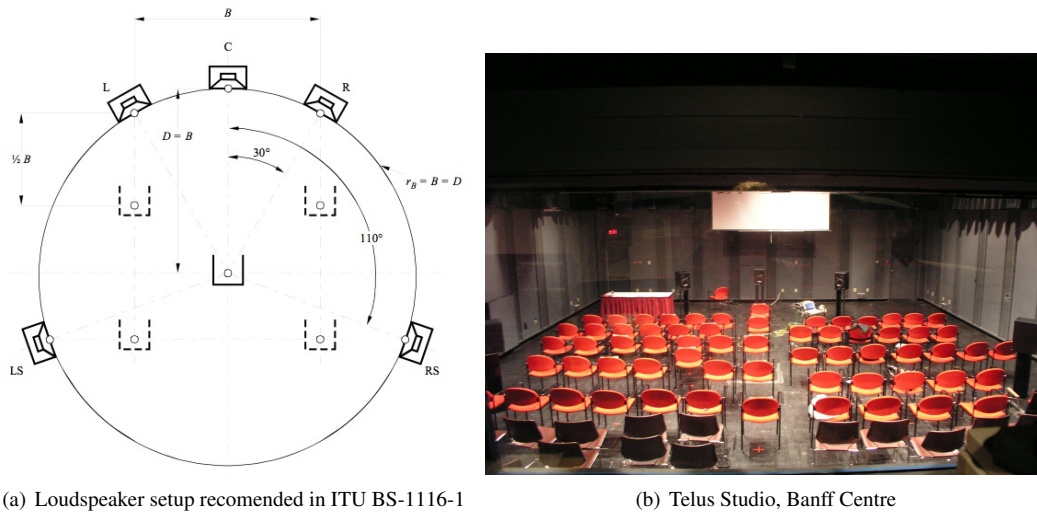 B
C
L
R
D = B
30°
½ B
r_B = B = D
110°
LS
RS
(a) Loudspeaker setup recomended in ITU BS-1116-1
(b) Telus Studio, Banff Centre